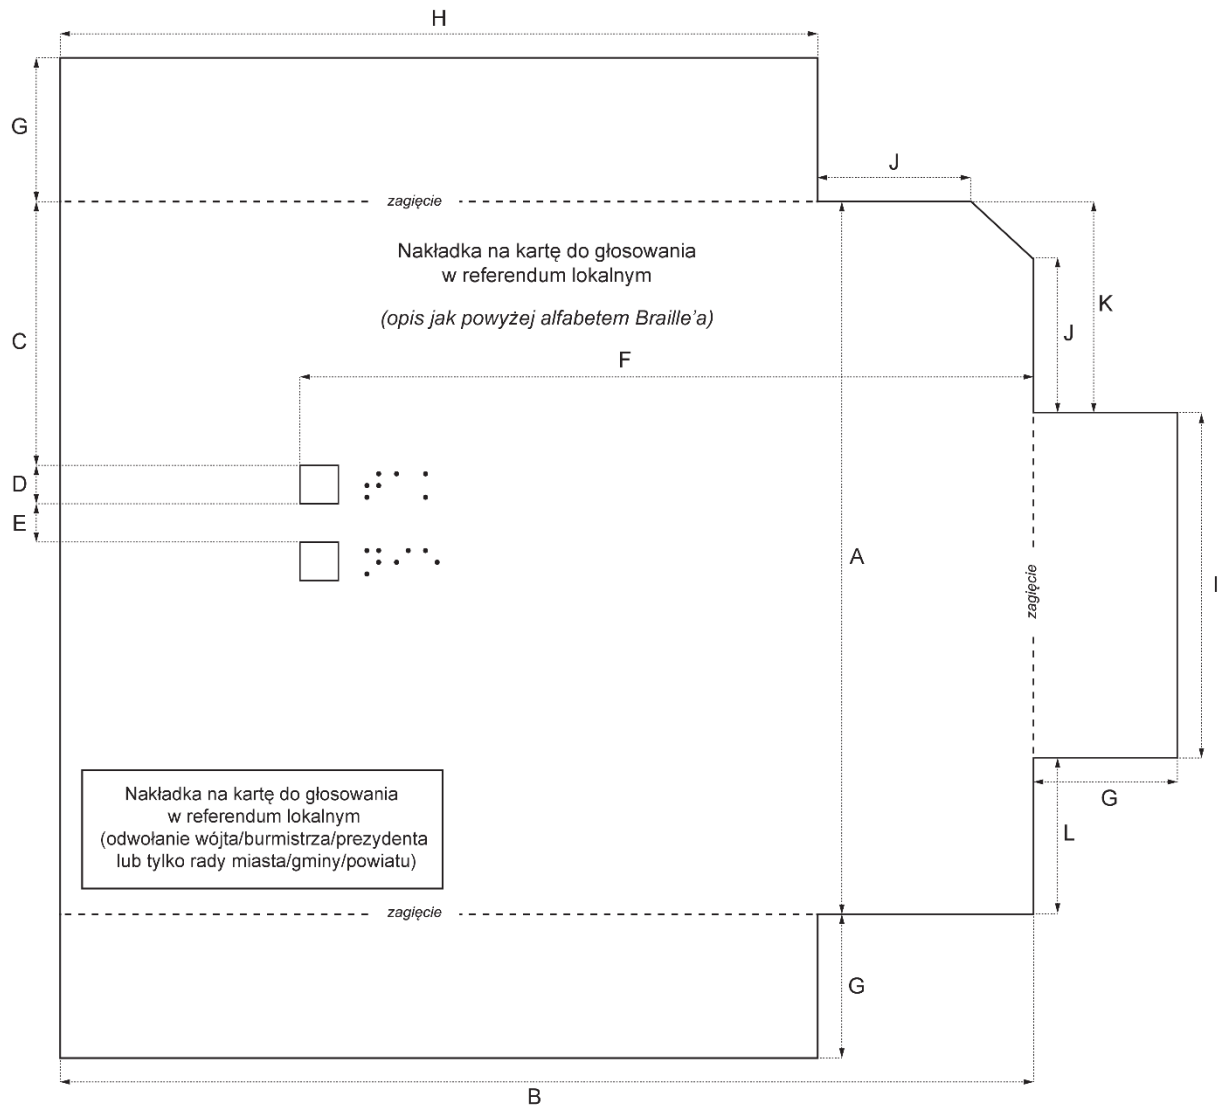 H
G
J
zagięcie
Nakładka na kartę do głosowania
w referendum lokalnym
(opis jak powyżej alfabetem Braille’a)
K
J
C
F
D
E
A
I
zagięcie
Nakładka na kartę do głosowania
w referendum lokalnym
(odwołanie wójta/burmistrza/prezydenta
lub tylko rady miasta/gminy/powiatu)
G
L
zagięcie
G
B